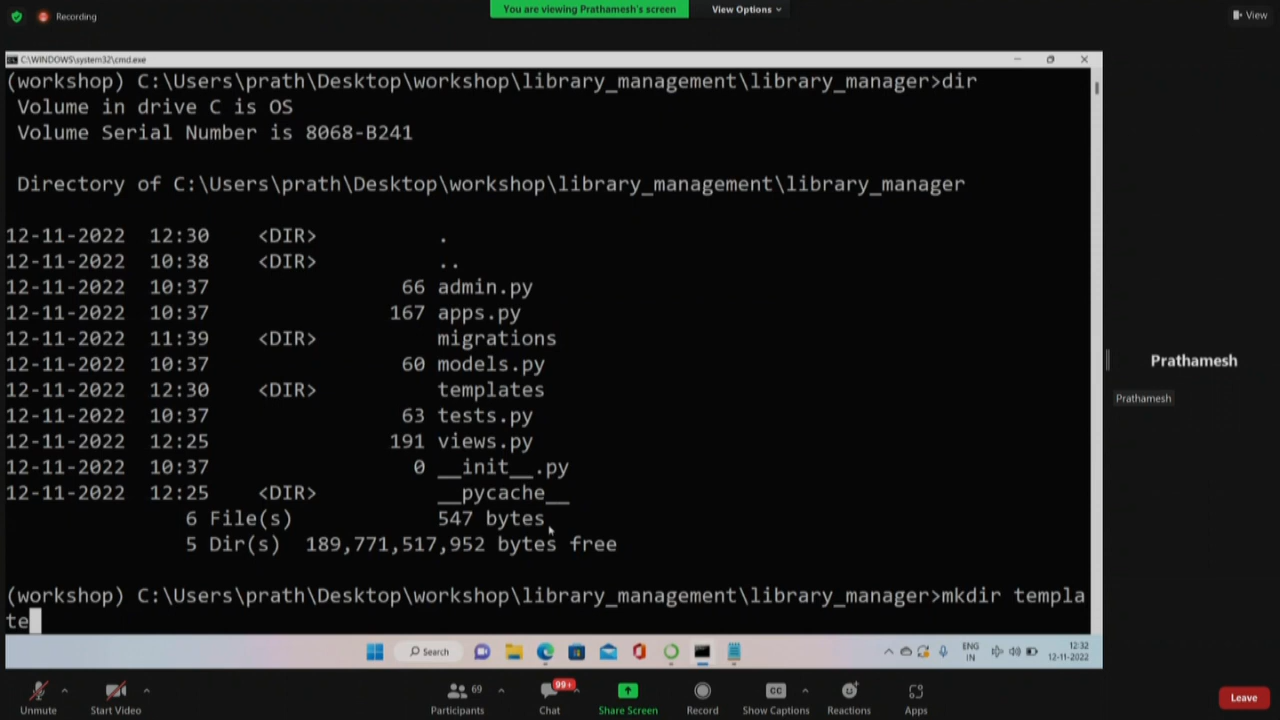 Recording
You are viewing Prathamesh's screen
View Options
View
C:\WINDOWS\system32\cmd.exe
(workshop) C:\Users\prath\Desktop\workshop\library_management\library_manager>dir
Volume in drive C is OS
Volume Serial Number is 8068-B241
Directory of C:\Users\prath\Desktop\workshop\library_management\library_manager
12-11-2022 12:30 <DIR> .
12-11-2022 10:38 <DIR> ..
12-11-2022 10:37 66 admin.py
12-11-2022 10:37 167 apps.py
12-11-2022 11:39 <DIR> migrations
12-11-2022 10:37 60 models.py
12-11-2022 12:30 <DIR> templates
12-11-2022 10:37 63 tests.py
12-11-2022 12:25 191 views.py
12-11-2022 10:37 0 __init__.py
12-11-2022 12:25 <DIR> __pycache__
6 File(s) 547 bytes
5 Dir(s) 189,771,517,952 bytes free
(workshop) C:\Users\prath\Desktop\workshop\library_management\library_manager>mkdir templa
te
Prathamesh
Prathamesh
Search
ENG
IN
12:32
12-11-2022
Unmute
Start Video
69
Participants
99+
Chat
Share Screen
Record
CC
Show Captions
Reactions
Apps
Leave